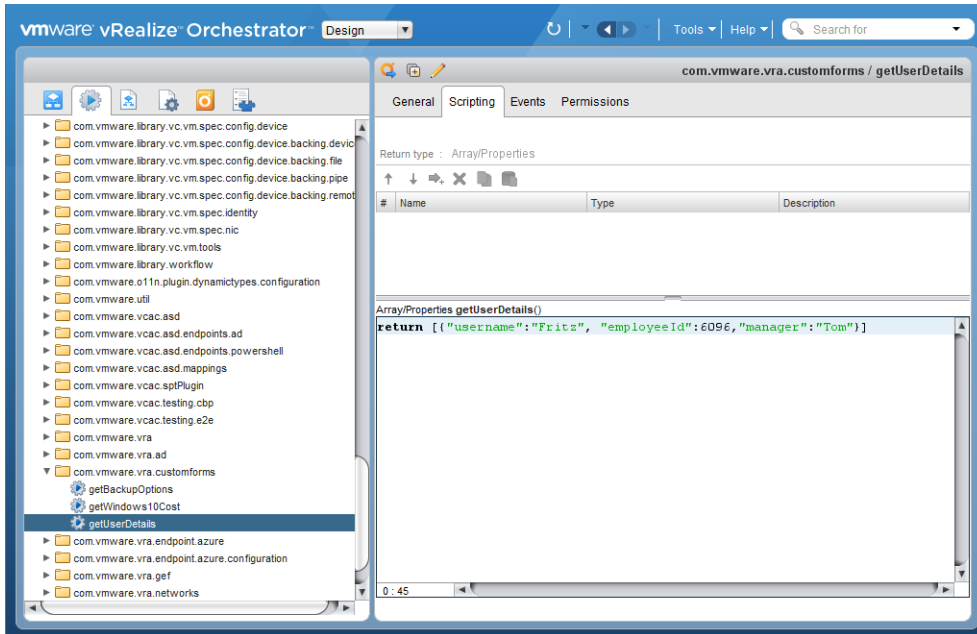 vmware vRealize™ Orchestrator™ Design
Tools Help Search for
com.vmware.library.vc.vm.spec.config.device
com.vmware.library.vc.vm.spec.config.device.backing.devic
com.vmware.library.vc.vm.spec.config.device.backing.file
com.vmware.library.vc.vm.spec.config.device.backing.pipe
com.vmware.library.vc.vm.spec.config.device.backing.remot
com.vmware.library.vc.vm.spec.identity
com.vmware.library.vc.vm.spec.nic
com.vmware.library.vc.vm.tools
com.vmware.library.workflow
com.vmware.o11n.plugin.dynamictypes.configuration
com.vmware.util
com.vmware.vcac.asd
com.vmware.vcac.asd.endpoints.ad
com.vmware.vcac.asd.endpoints.powershell
com.vmware.vcac.asd.mappings
com.vmware.vcac.sptPlugin
com.vmware.vcac.testing.cbp
com.vmware.vcac.testing.e2e
com.vmware.vra
com.vmware.vra.ad
com.vmware.vra.customforms
getBackupOptions
getWindows10Cost
getUserDetails
com.vmware.vra.endpoint.azure
com.vmware.vra.endpoint.azure.configuration
com.vmware.vra.gef
com.vmware.vra.networks
com.vmware.vra.customforms / getUserDetails
General Scripting Events Permissions
Return type : Array/Properties
# Name Type Description
Array/Properties getUserDetails()
return [{"username":"Fritz", "employeeId":6096,"manager":"Tom"}]
0 : 45